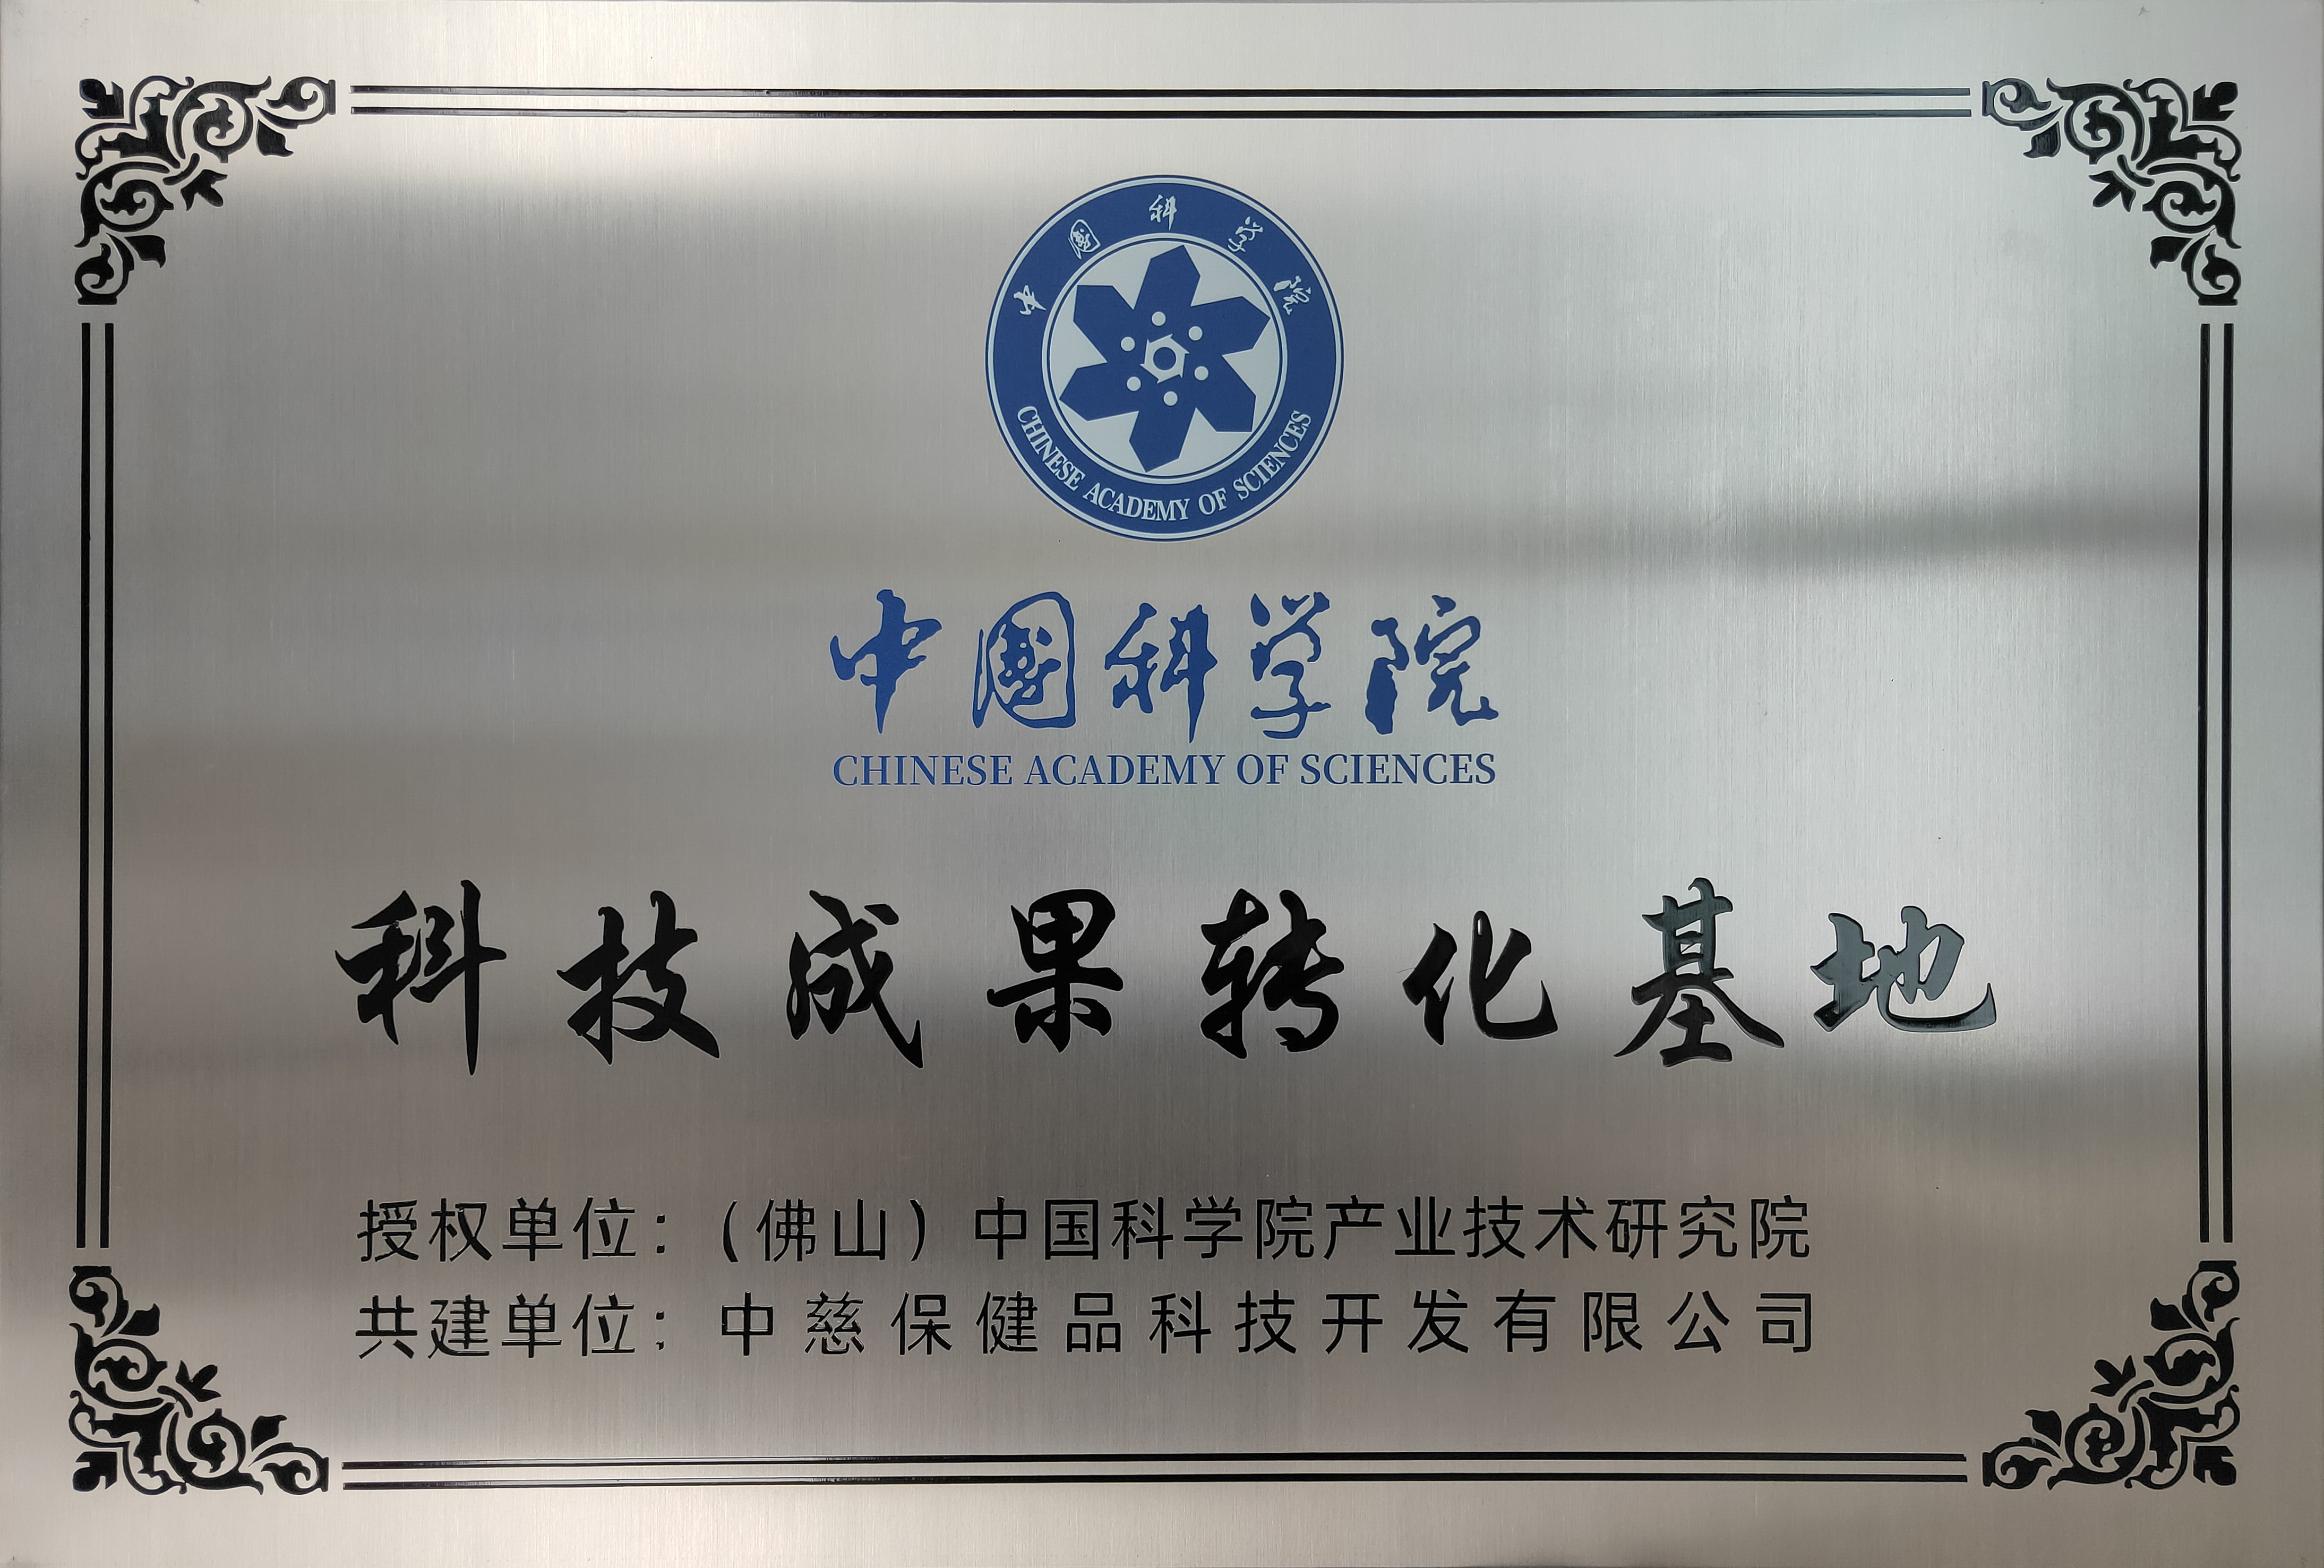 中國科学院
CHINESE ACADEMY OF SCIENCES
中國科学院
CHINESE ACADEMY OF SCIENCES
科技成果转化基地
授权单位：（佛山）中国科学院产业技术研究院
共建单位：中慈保健品科技开发有限公司